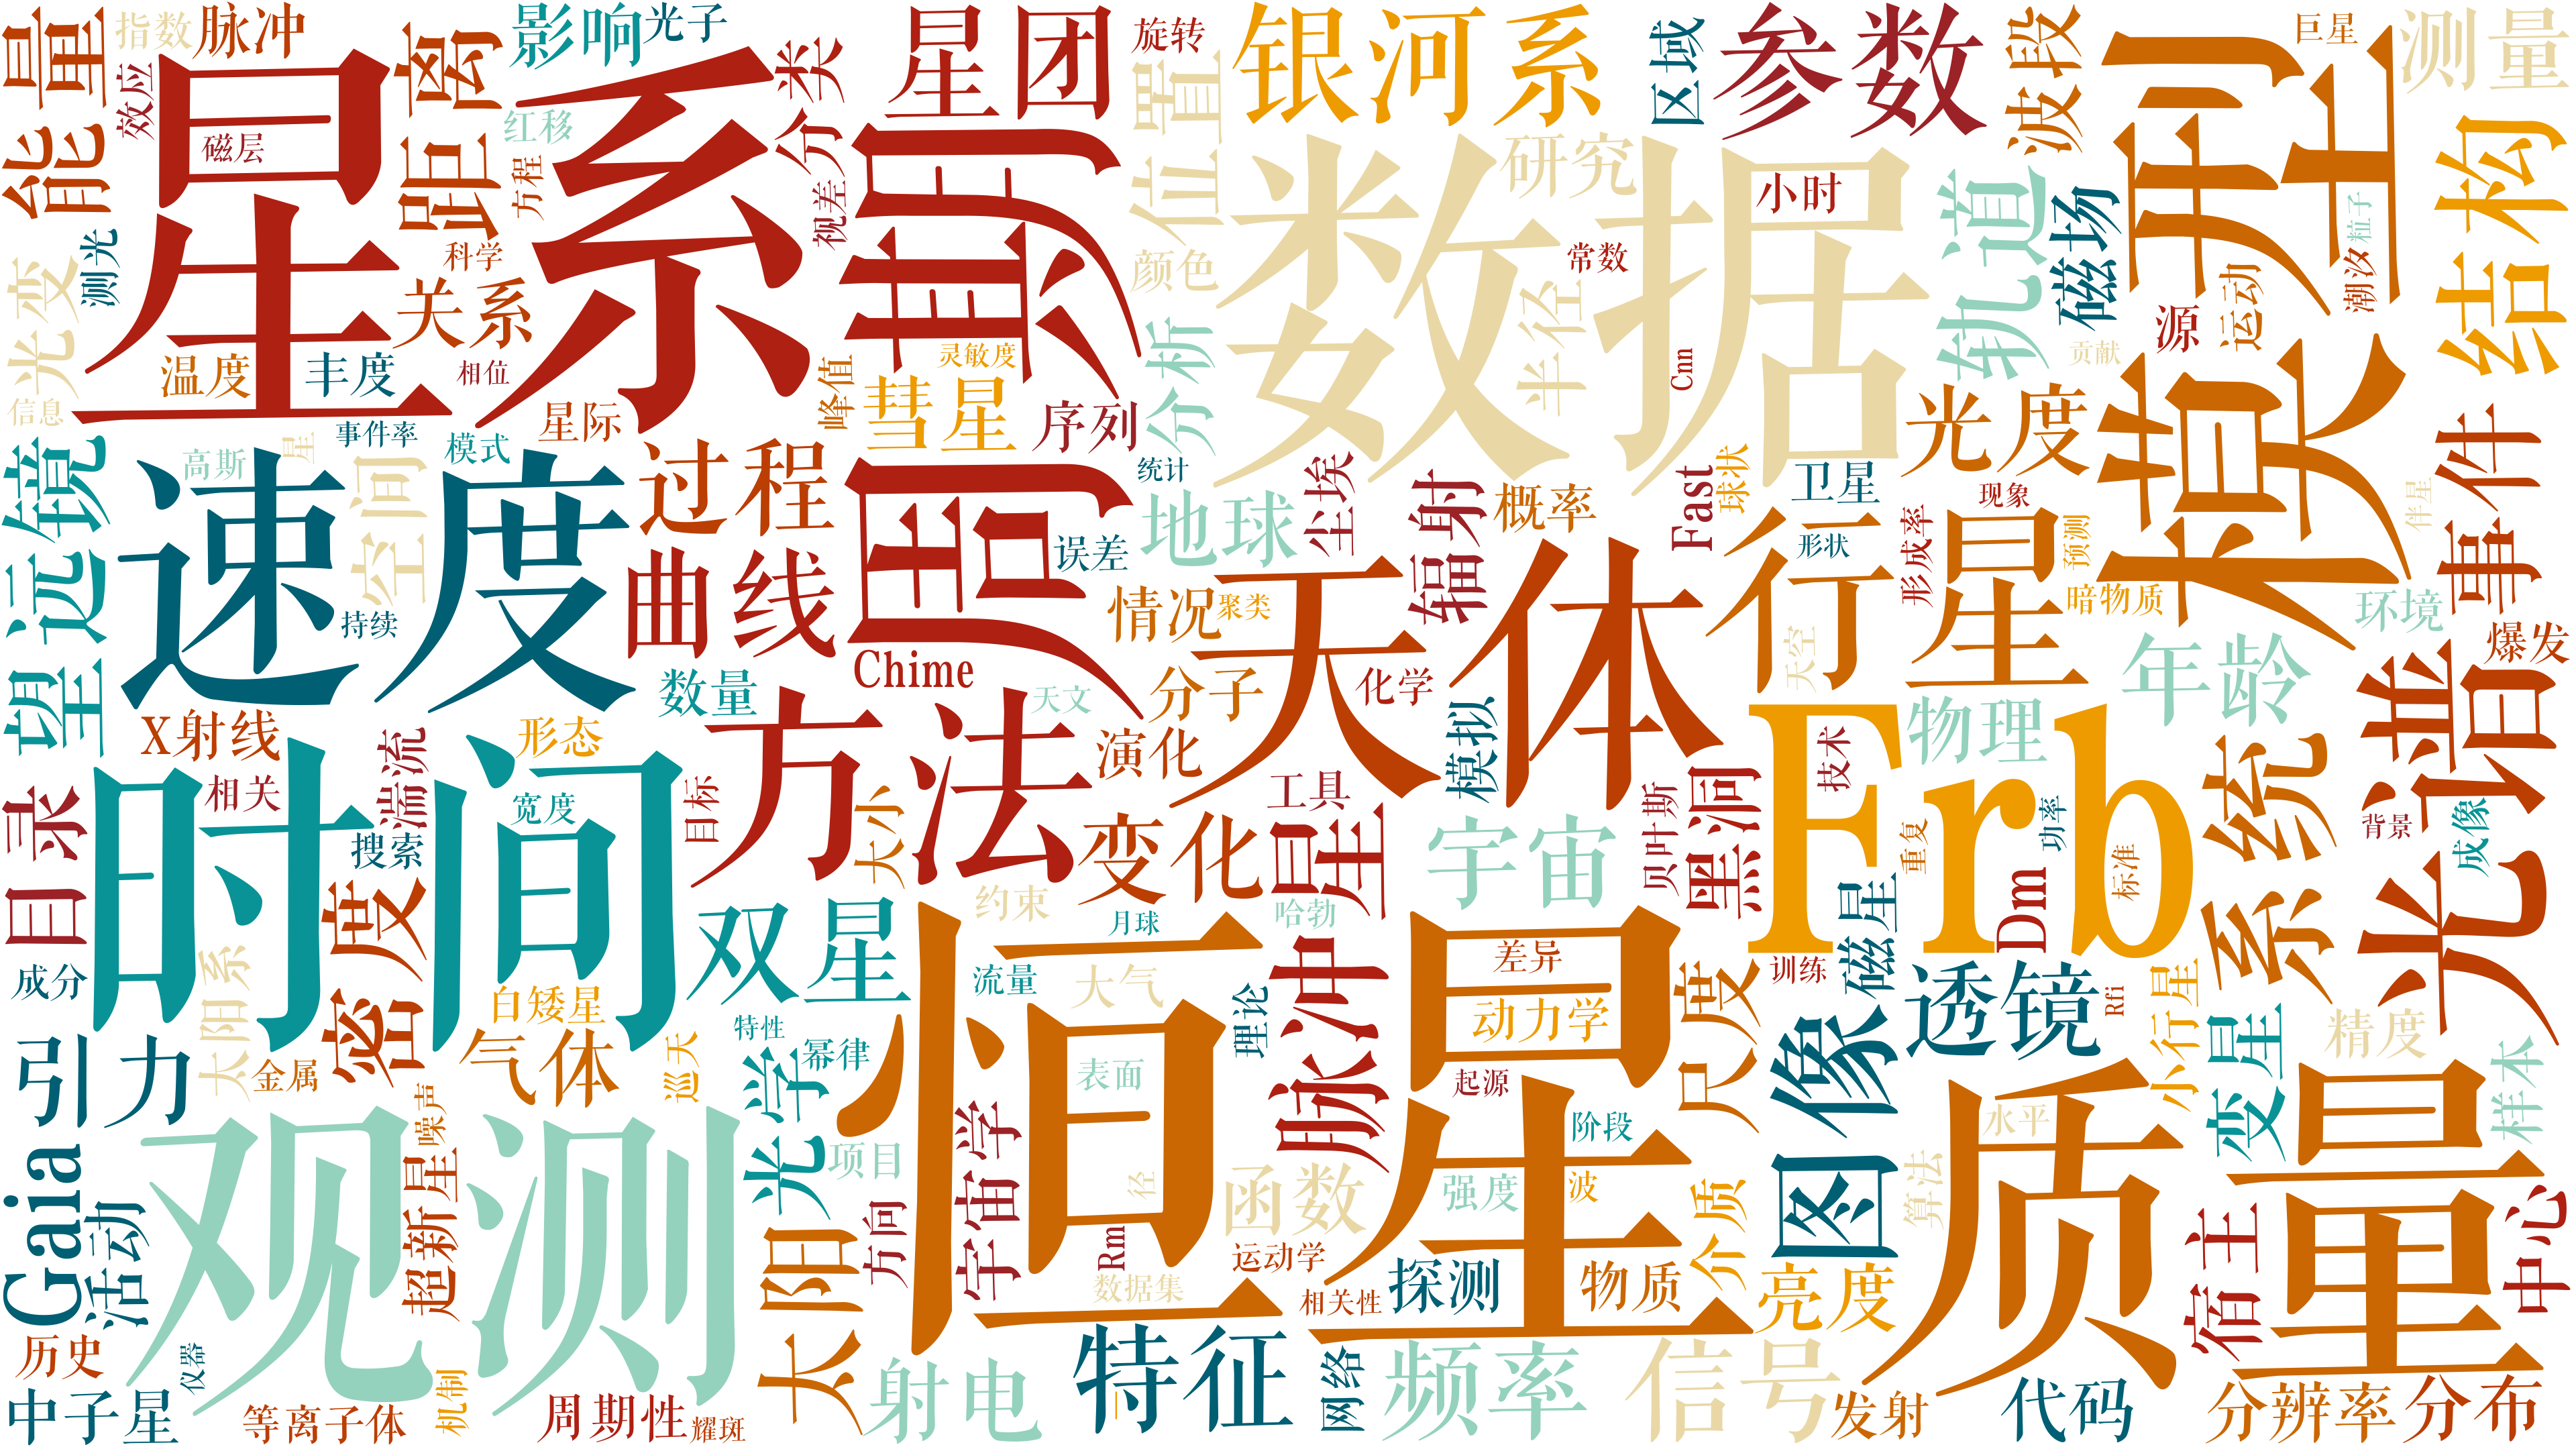 能量
指数
脉冲
距离
影响
光子
分类
星团
旋转
银河系
区域
参数
波段
模型
巨星
测量
效应
磁层
星系
红移
方程
视差
周期
位置
数据
研究
小时
轨道
磁场
结构
测光
科学
关系
颜色
常数
半径
源
运动
潮汐
粒子
光变
温度
丰度
相位
峰值
灵敏度
分析
Cnn
贡献
信息
星际
彗星
序列
光度
事件
望远镜
高斯
星
事件率
模式
空间
速度
过程
统计
地球
尘埃
辐射
概率
Fast
球状
卫星
现象
行星
形成率
预测
伴星
持续
曲线
误差
情况
聚类
天体
形状
暗物质
环境
爆发
Chime
数量
天文
分子
化学
天空
年龄
光谱
X射线
湍流
形态
方法
演化
模拟
Frb
技术
物理
系统
目录
相关
时间
宽度
目标
大小
工具
脉冲星
变化
宇宙
贝叶斯
黑洞
重复
功率
标准
背景
成像
搜索
密度
双星
约束
月球
哈勃
磁星
Dm
成分
太阳系
白矮星
流量
恒星
大气
理论
差异
动力学
尺度
训练
透镜
Rfi
小行星
变星
精度
引力
金属
气体
巡天
特性
幂律
光学
表面
起源
图像
样本
Gaia
活动
观测
噪声
超新星
项目
宇宙学
径
函数
强度
阶段
波
介质
水平
算法
质量
宿主
中心
太阳
方向
Rm
运动学
数据集
相关性
探测
物质
亮度
历史
仪器
中子星
等离子体
机制
周期性
耀斑
射电
特征
网络
频率
信号
发射
代码
分辨率
分布